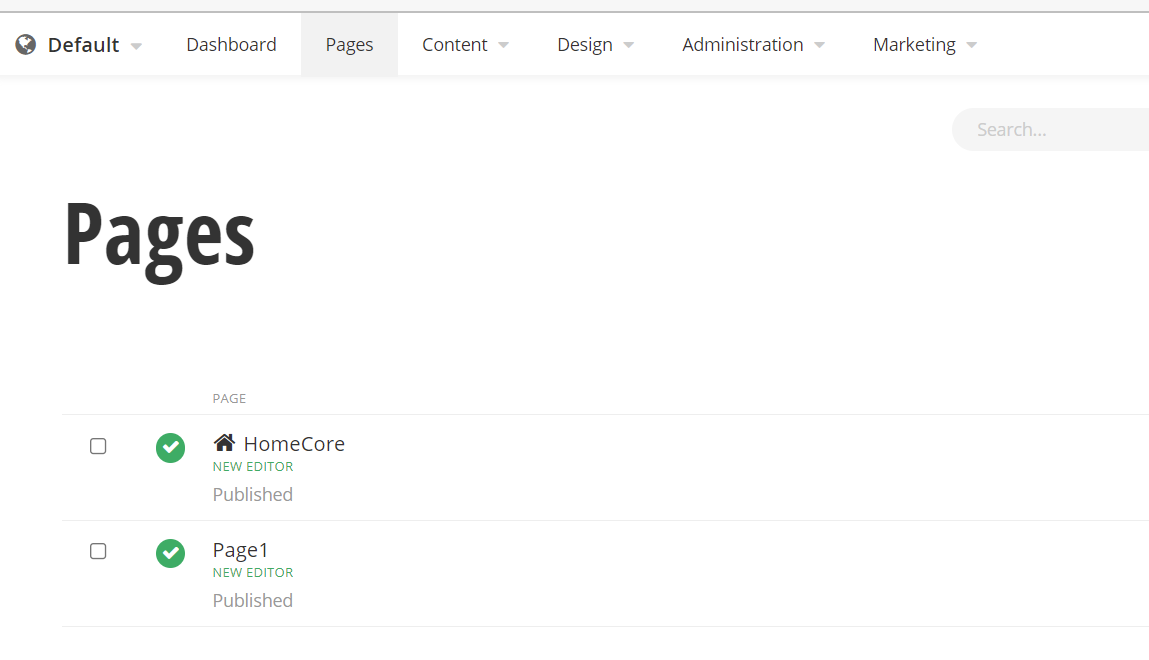 Default Dashboard Pages Content Design Administration Marketing
Search...
Pages
PAGE
HomeCore
NEW EDITOR
Published
Page1
NEW EDITOR
Published